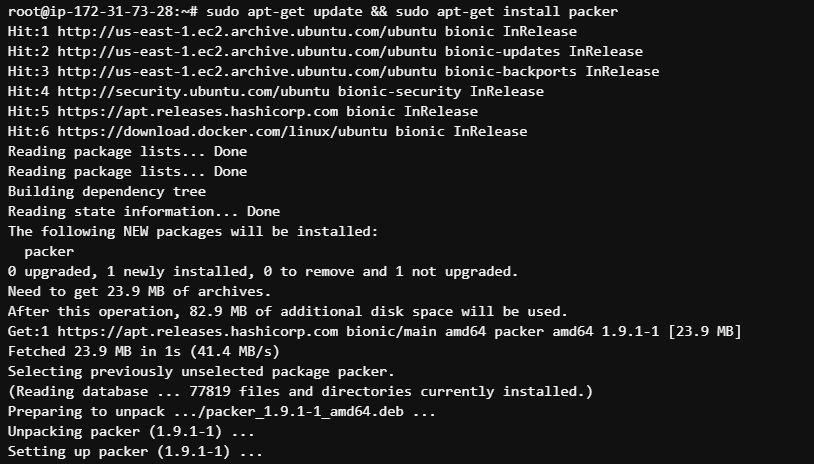 root@ip-172-31-73-28:~# sudo apt-get update && sudo apt-get install packer
Hit:1 http://us-east-1.ec2.archive.ubuntu.com/ubuntu bionic InRelease
Hit:2 http://us-east-1.ec2.archive.ubuntu.com/ubuntu bionic-updates InRelease
Hit:3 http://us-east-1.ec2.archive.ubuntu.com/ubuntu bionic-backports InRelease
Hit:4 http://security.ubuntu.com/ubuntu bionic-security InRelease
Hit:5 https://apt.releases.hashicorp.com bionic InRelease
Hit:6 https://download.docker.com/linux/ubuntu bionic InRelease
Reading package lists... Done
Reading package lists... Done
Building dependency tree
Reading state information... Done
The following NEW packages will be installed:
  packer
0 upgraded, 1 newly installed, 0 to remove and 1 not upgraded.
Need to get 23.9 MB of archives.
After this operation, 82.9 MB of additional disk space will be used.
Get:1 https://apt.releases.hashicorp.com bionic/main amd64 packer amd64 1.9.1-1 [23.9 MB]
Fetched 23.9 MB in 1s (41.4 MB/s)
Selecting previously unselected package packer.
(Reading database ... 77819 files and directories currently installed.)
Preparing to unpack .../packer_1.9.1-1_amd64.deb ...
Unpacking packer (1.9.1-1) ...
Setting up packer (1.9.1-1) ...